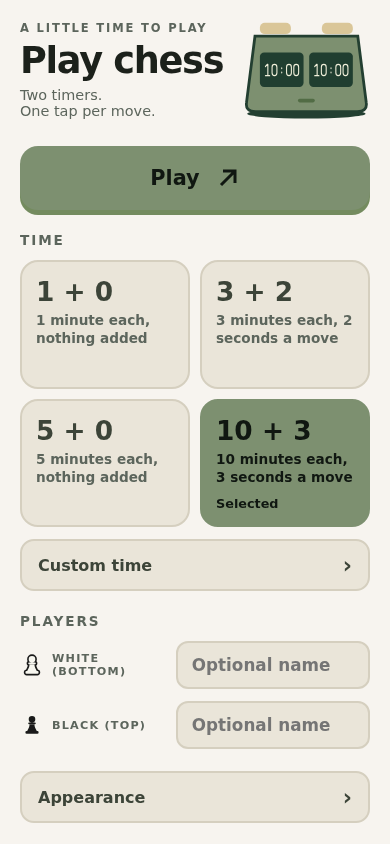 A LITTLE TIME TO PLAY
Play chess
Two timers.
One tap per move.
10:00 10:00
Play
TIME
1 + 0
1 minute each,
nothing added
3 + 2
3 minutes each, 2
seconds a move
5 + 0
5 minutes each,
nothing added
10 + 3
10 minutes each,
3 seconds a move
Selected
Custom time
PLAYERS
WHITE
(BOTTOM)
Optional name
BLACK (TOP)
Optional name
Appearance